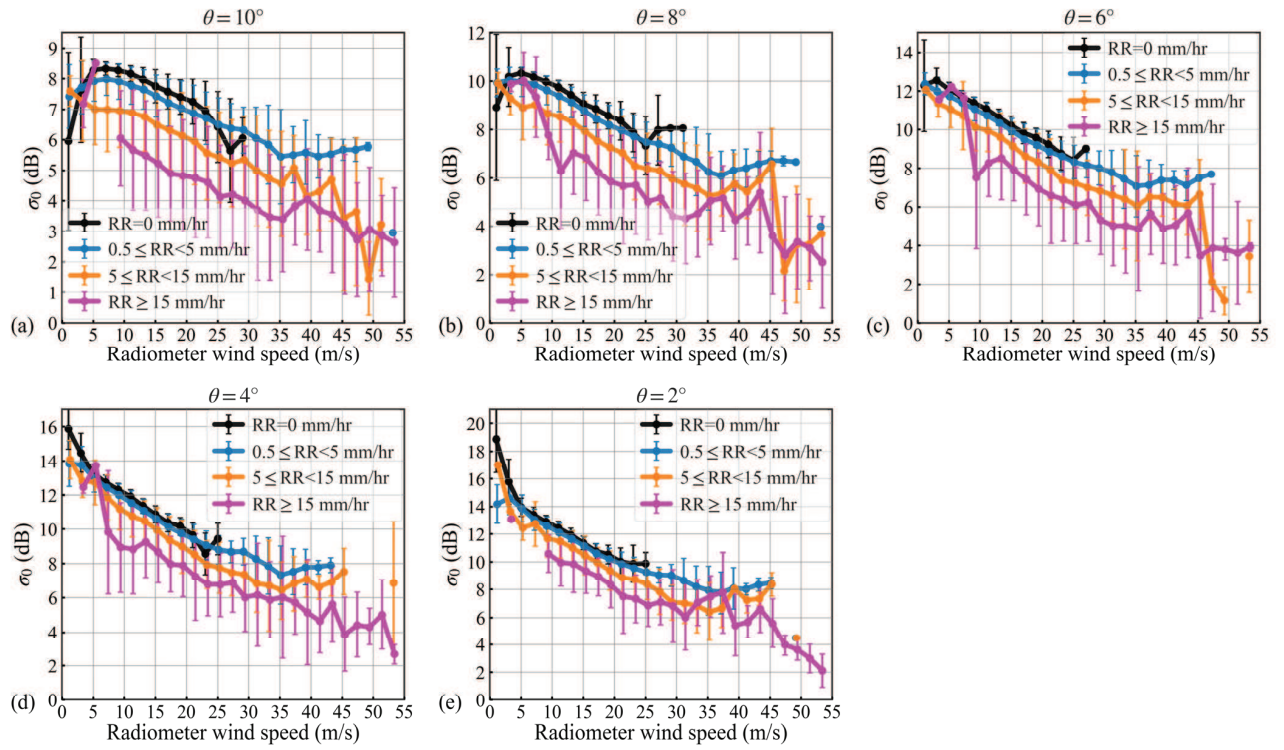 θ = 10°
σ0 (dB)
9
8
7
6
5
4
3
2
1
0
RR=0 mm/hr
0.5 ≤ RR<5 mm/hr
5 ≤ RR<15 mm/hr
RR ≥ 15 mm/hr
(a)
0 5 10 15 20 25 30 35 40 45 50 55
Radiometer wind speed (m/s)
θ = 8°
σ0 (dB)
12
10
8
6
4
2
0
RR=0 mm/hr
0.5 ≤ RR<5 mm/hr
5 ≤ RR<15 mm/hr
RR ≥ 15 mm/hr
(b)
0 5 10 15 20 25 30 35 40 45 50 55
Radiometer wind speed (m/s)
θ = 6°
σ0 (dB)
14
12
10
8
6
4
2
0
RR=0 mm/hr
0.5 ≤ RR<5 mm/hr
5 ≤ RR<15 mm/hr
RR ≥ 15 mm/hr
(c)
0 5 10 15 20 25 30 35 40 45 50 55
Radiometer wind speed (m/s)
θ = 4°
σ0 (dB)
16
14
12
10
8
6
4
2
0
RR=0 mm/hr
0.5 ≤ RR<5 mm/hr
5 ≤ RR<15 mm/hr
RR ≥ 15 mm/hr
(d)
0 5 10 15 20 25 30 35 40 45 50 55
Radiometer wind speed (m/s)
θ = 2°
σ0 (dB)
20
18
16
14
12
10
8
6
4
2
0
RR=0 mm/hr
0.5 ≤ RR<5 mm/hr
5 ≤ RR<15 mm/hr
RR ≥ 15 mm/hr
(e)
0 5 10 15 20 25 30 35 40 45 50 55
Radiometer wind speed (m/s)